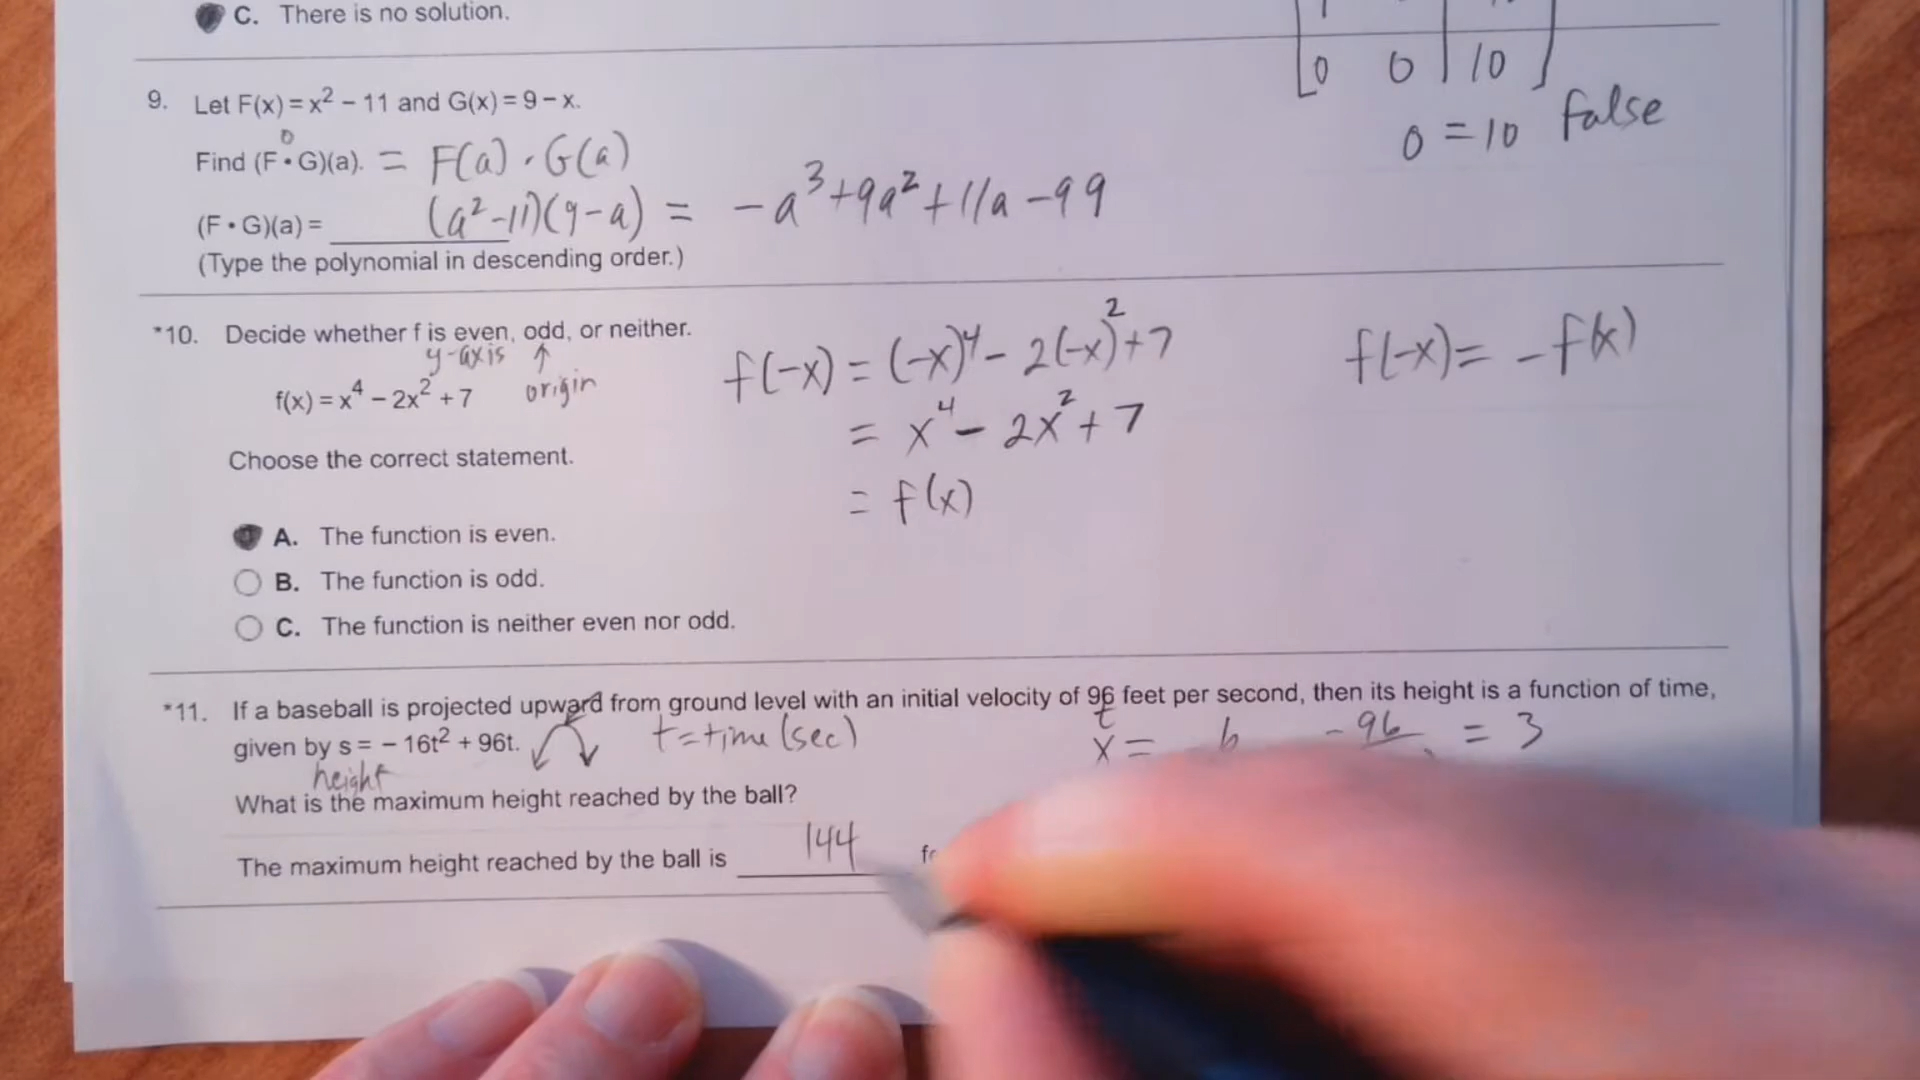 C. There is no solution.
0 0 10
0 = 10 false
9. Let F(x) = x² − 11 and G(x) = 9 − x.
Find (F • G)(a). = F(a) · G(a)
(F • G)(a) = (a²-11)(9-a) = -a³+9a²+11a-99
(Type the polynomial in descending order.)
*10. Decide whether f is even, odd, or neither.
y-axis ↑
origin
f(x) = x⁴ − 2x² + 7
f(-x) = (-x)⁴ - 2(-x)²+7
= x⁴ - 2x² + 7
= f(x)
f(-x) = -f(x)
Choose the correct statement.
A. The function is even.
B. The function is odd.
C. The function is neither even nor odd.
*11. If a baseball is projected upward from ground level with an initial velocity of 96 feet per second, then its height is a function of time,
given by s = − 16t² + 96t. t = time (sec)
height
t
x = -b -96 = 3
What is the maximum height reached by the ball?
The maximum height reached by the ball is 144